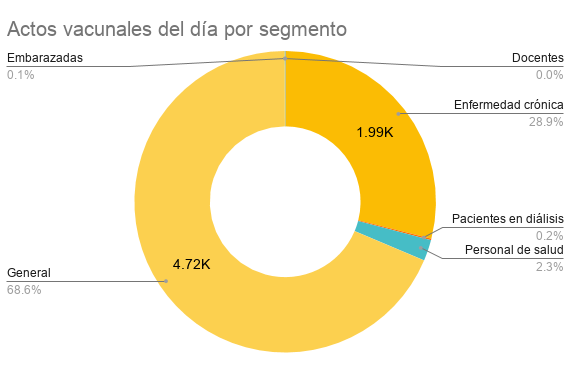 Actos vacunales del día por segmento
Embarazadas
0.1%
Docentes
0.0%
Enfermedad crónica
28.9%
1.99K
Pacientes en diálisis
0.2%
Personal de salud
2.3%
4.72K
General
68.6%